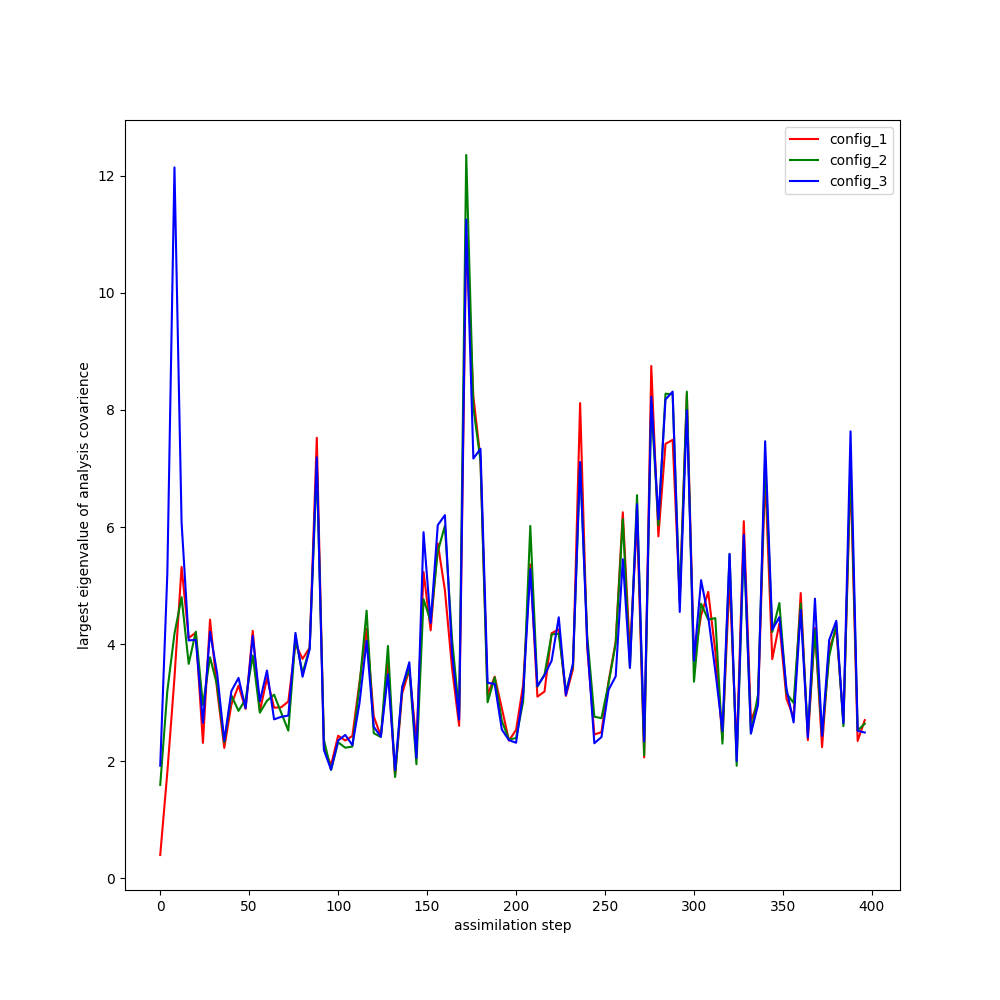 config_1
config_2
config_3
12
10
8
6
4
2
0
largest eigenvalue of analysis covarience
0 50 100 150 200 250 300 350 400
assimilation step